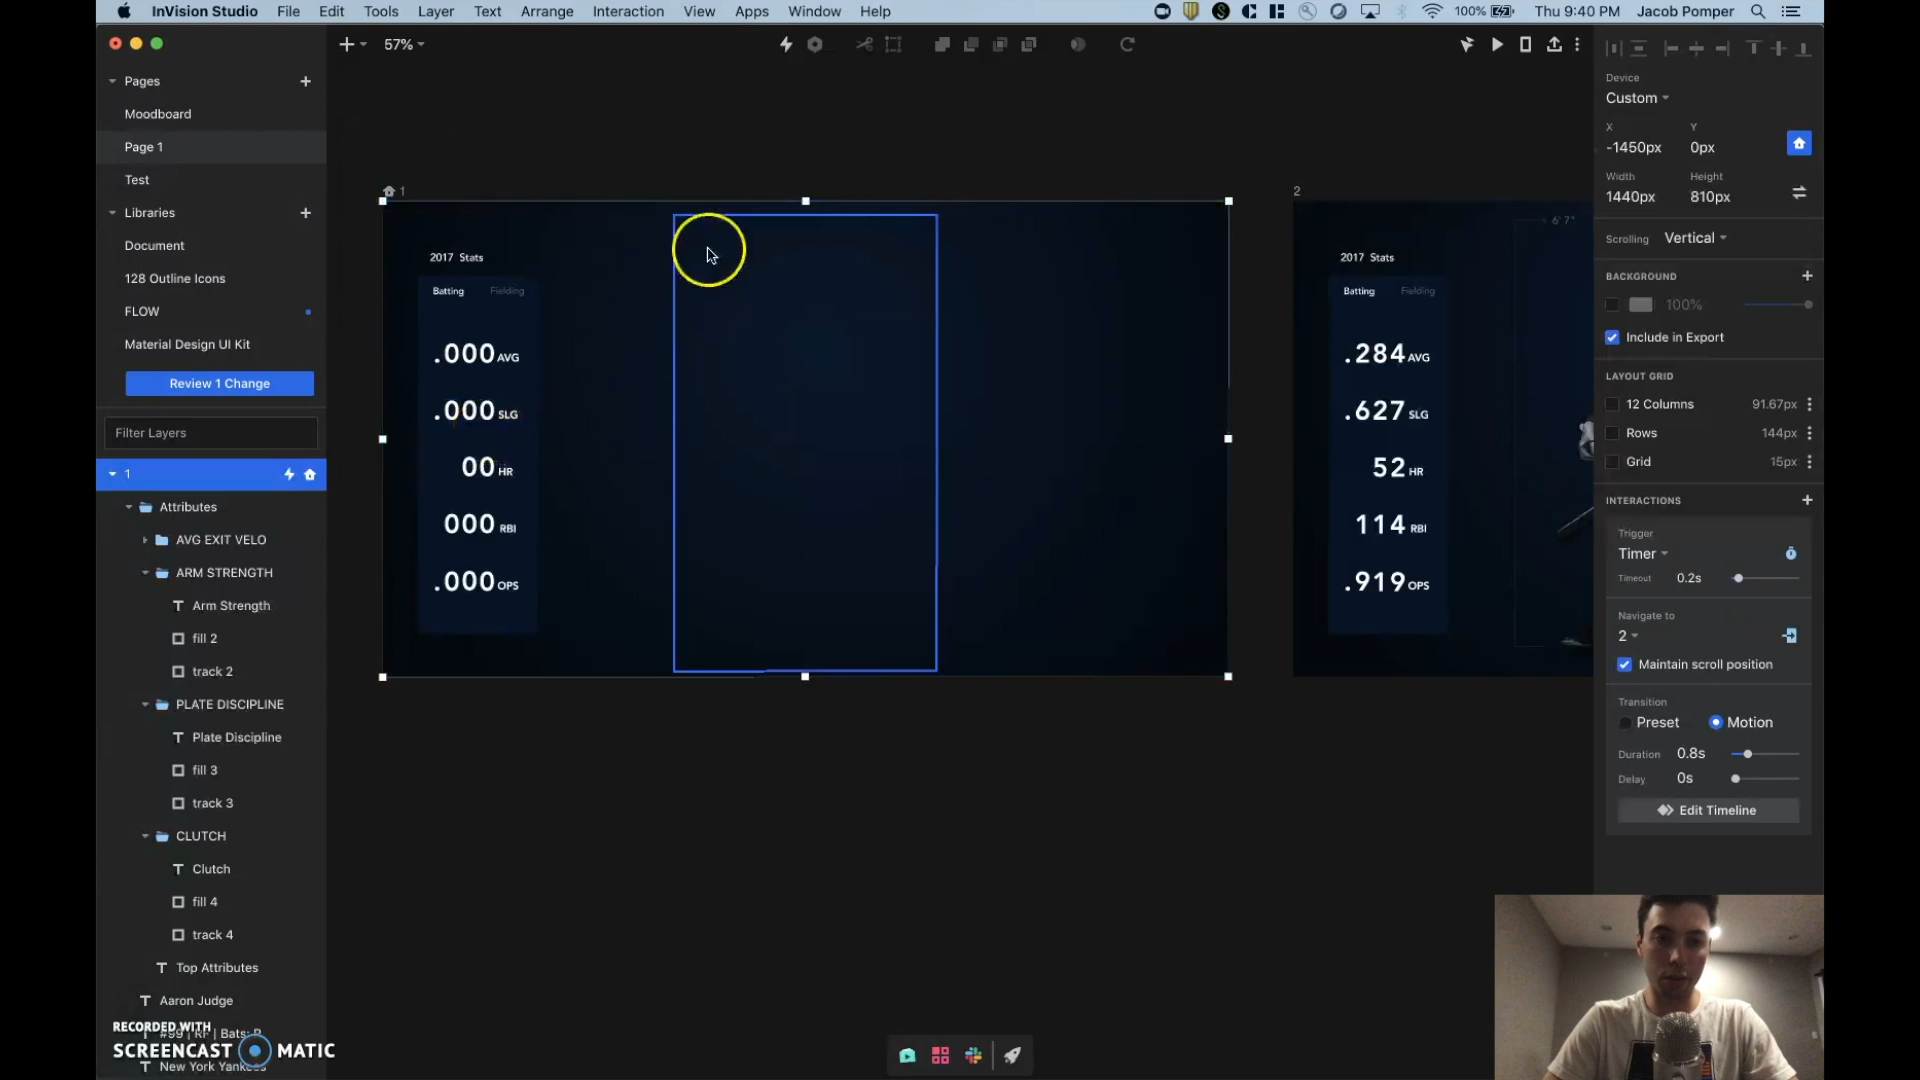 InVision Studio File Edit Tools Layer Text Arrange Interaction View Apps Window Help 100% Thu 9:40 PM Jacob Pomper
57%
Pages
Moodboard
Page 1
Test
Libraries
Document
128 Outline Icons
FLOW
Material Design UI Kit
Review 1 Change
Filter Layers
1
Attributes
AVG EXIT VELO
ARM STRENGTH
Arm Strength
fill 2
track 2
PLATE DISCIPLINE
Plate Discipline
fill 3
track 3
CLUTCH
Clutch
fill 4
track 4
Top Attributes
Aaron Judge
#99 | RF | Bats: R
New York Yankees
RECORDED WITH
SCREENCAST MATIC
1
2017 Stats
Batting Fielding
.000 AVG
.000 SLG
00 HR
000 RBI
.000 OPS
2
6' 7"
2017 Stats
Batting Fielding
.284 AVG
.627 SLG
52 HR
114 RBI
.919 OPS
Device
Custom
X Y
-1450px 0px
Width Height
1440px 810px
Scrolling Vertical
BACKGROUND
100%
Include in Export
LAYOUT GRID
12 Columns 91.67px
Rows 144px
Grid 15px
INTERACTIONS
Trigger
Timer
Timeout 0.2s
Navigate to
2
Maintain scroll position
Transition
Preset Motion
Duration 0.8s
Delay 0s
Edit Timeline